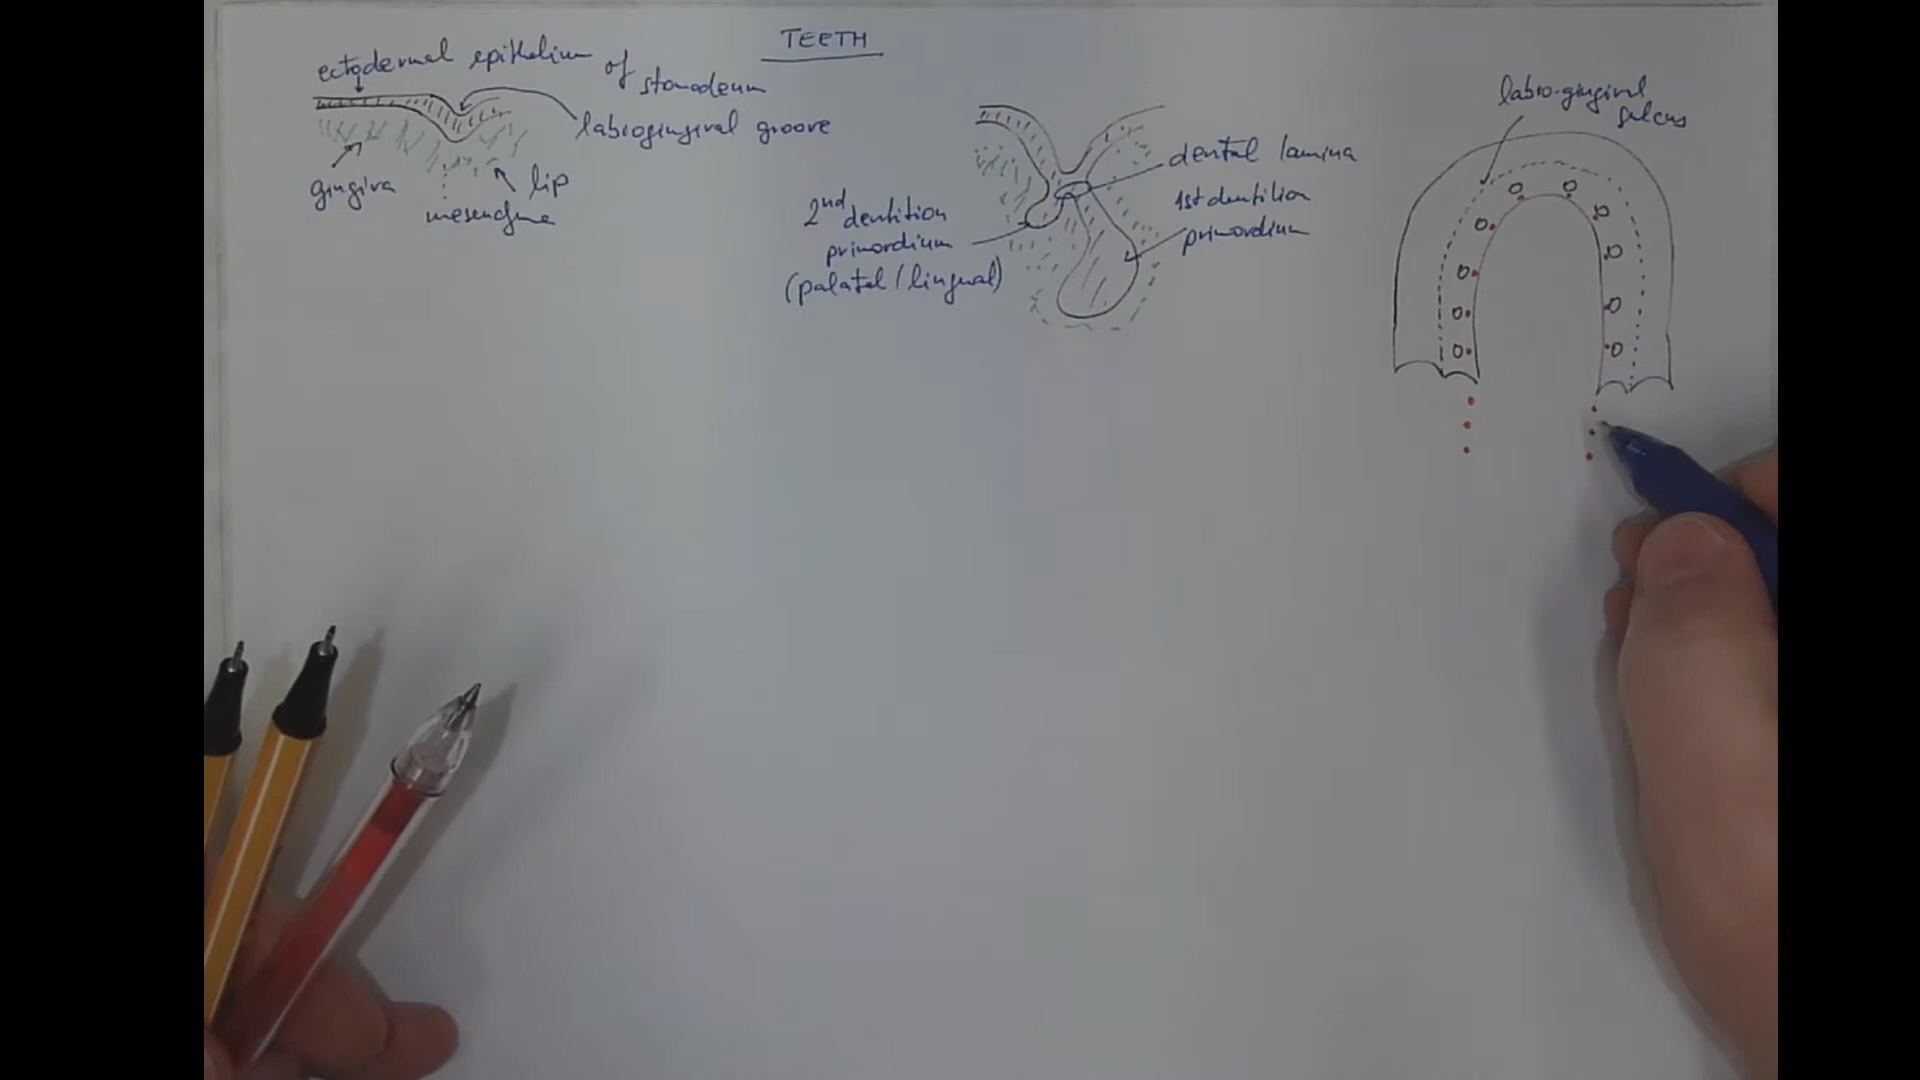 TEETH
ectodermal epithelium of stomodeum
labiogingival groove
gingiva
lip
mesenchyme
2nd dentition
primordium
(palatal/lingual)
dental lamina
1st dentition
primordium
labio-gingival
sulcus